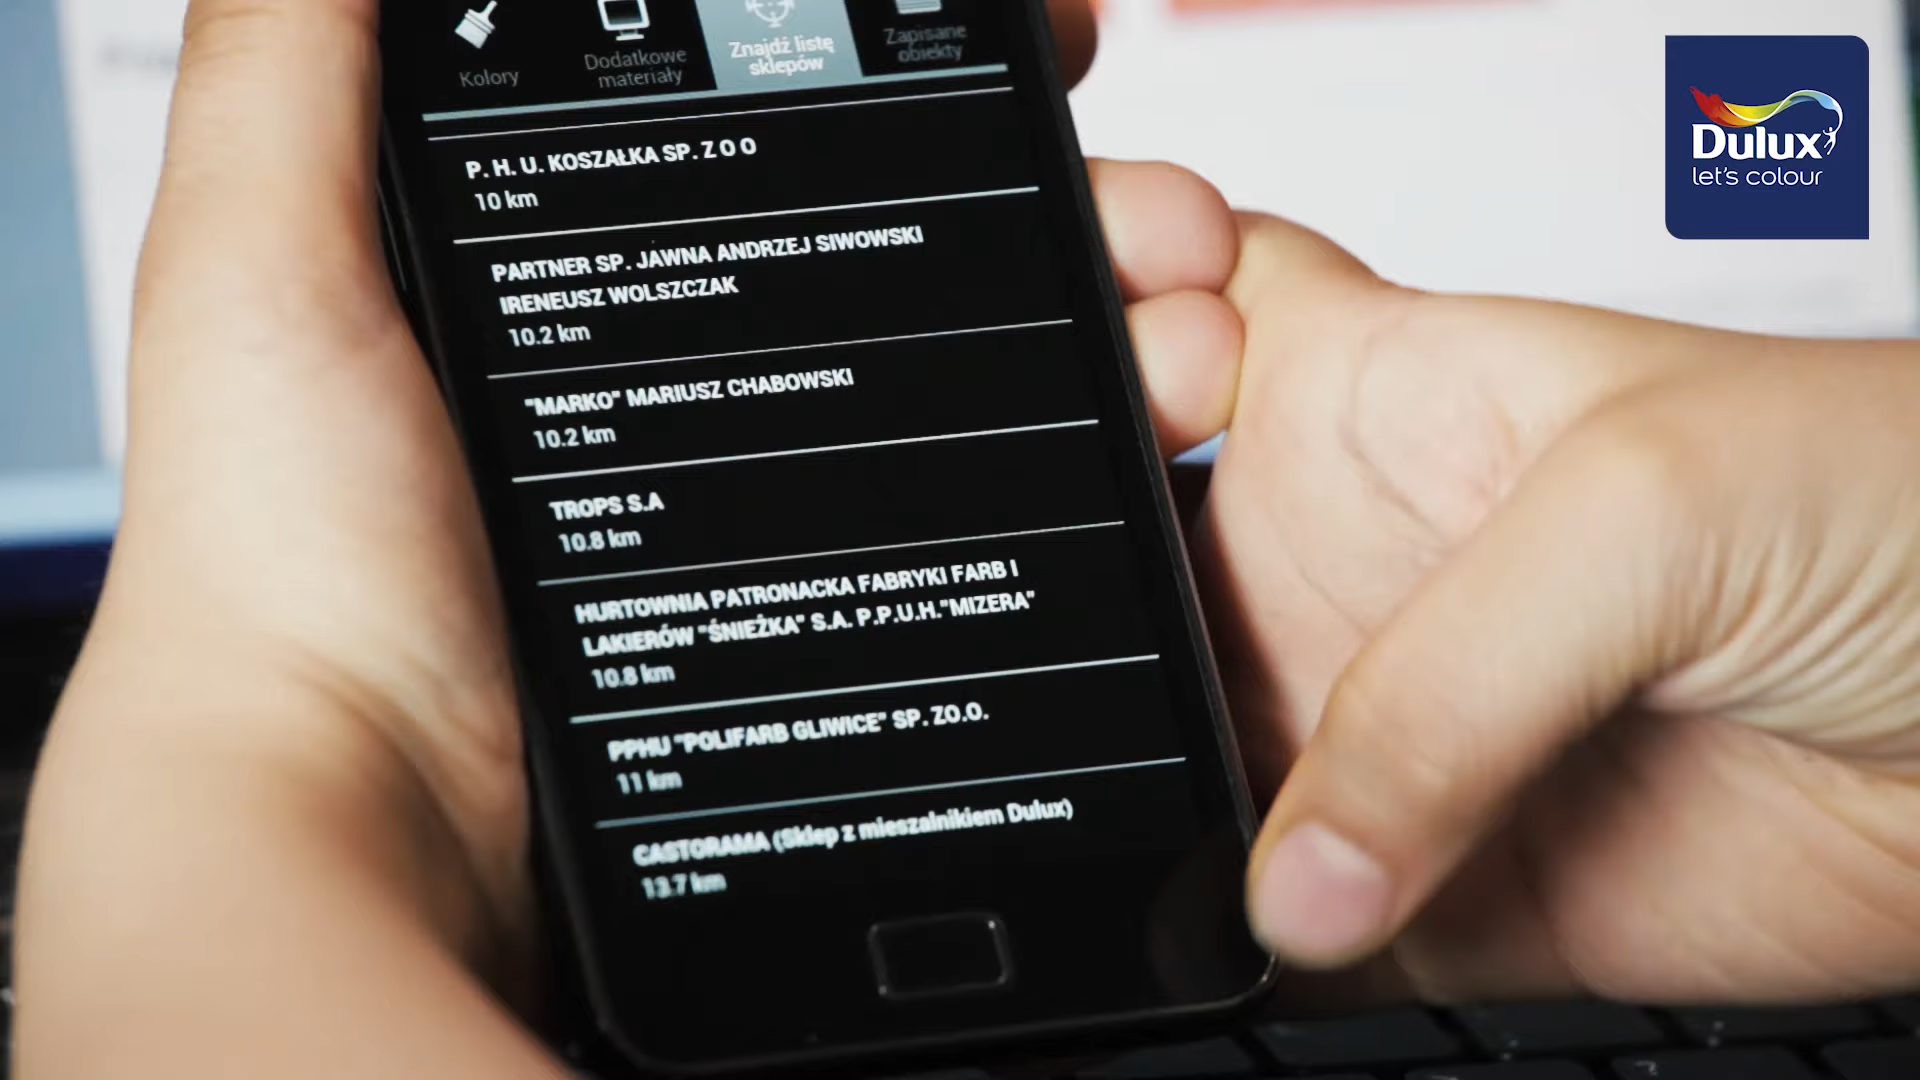 Kolory
Dodatkowe
materiały
Znajdź listę
sklepów
Zapisane
obiekty
P. H. U. KOSZAŁKA SP. Z O O
10 km
PARTNER SP. JAWNA ANDRZEJ SIWOWSKI
IRENEUSZ WOLSZCZAK
10.2 km
"MARKO" MARIUSZ CHABOWSKI
10.2 km
TROPS S.A
10.8 km
HURTOWNIA PATRONACKA FABRYKI FARB I
LAKIERÓW "ŚNIEŻKA" S.A. P.P.U.H."MIZERA"
10.8 km
PPHU "POLIFARB GLIWICE" SP. ZO.O.
11 km
CASTORAMA (Sklep z mieszalnikiem Dulux)
13.7 km
Dulux
let's colour